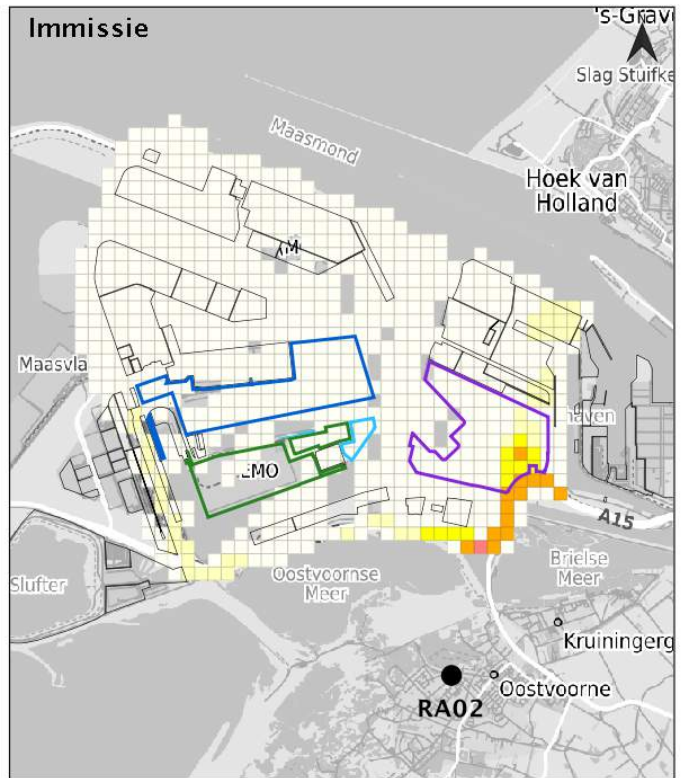 Immissie
's-Grav
Slag Stuifke
Maasmond
Hoek van
Holland
Maasvla
haven
EMO
A15
Slufter
Oostvoornse
Meer
Brielse
Meer
Kruiningerg
Oostvoorne
RA02